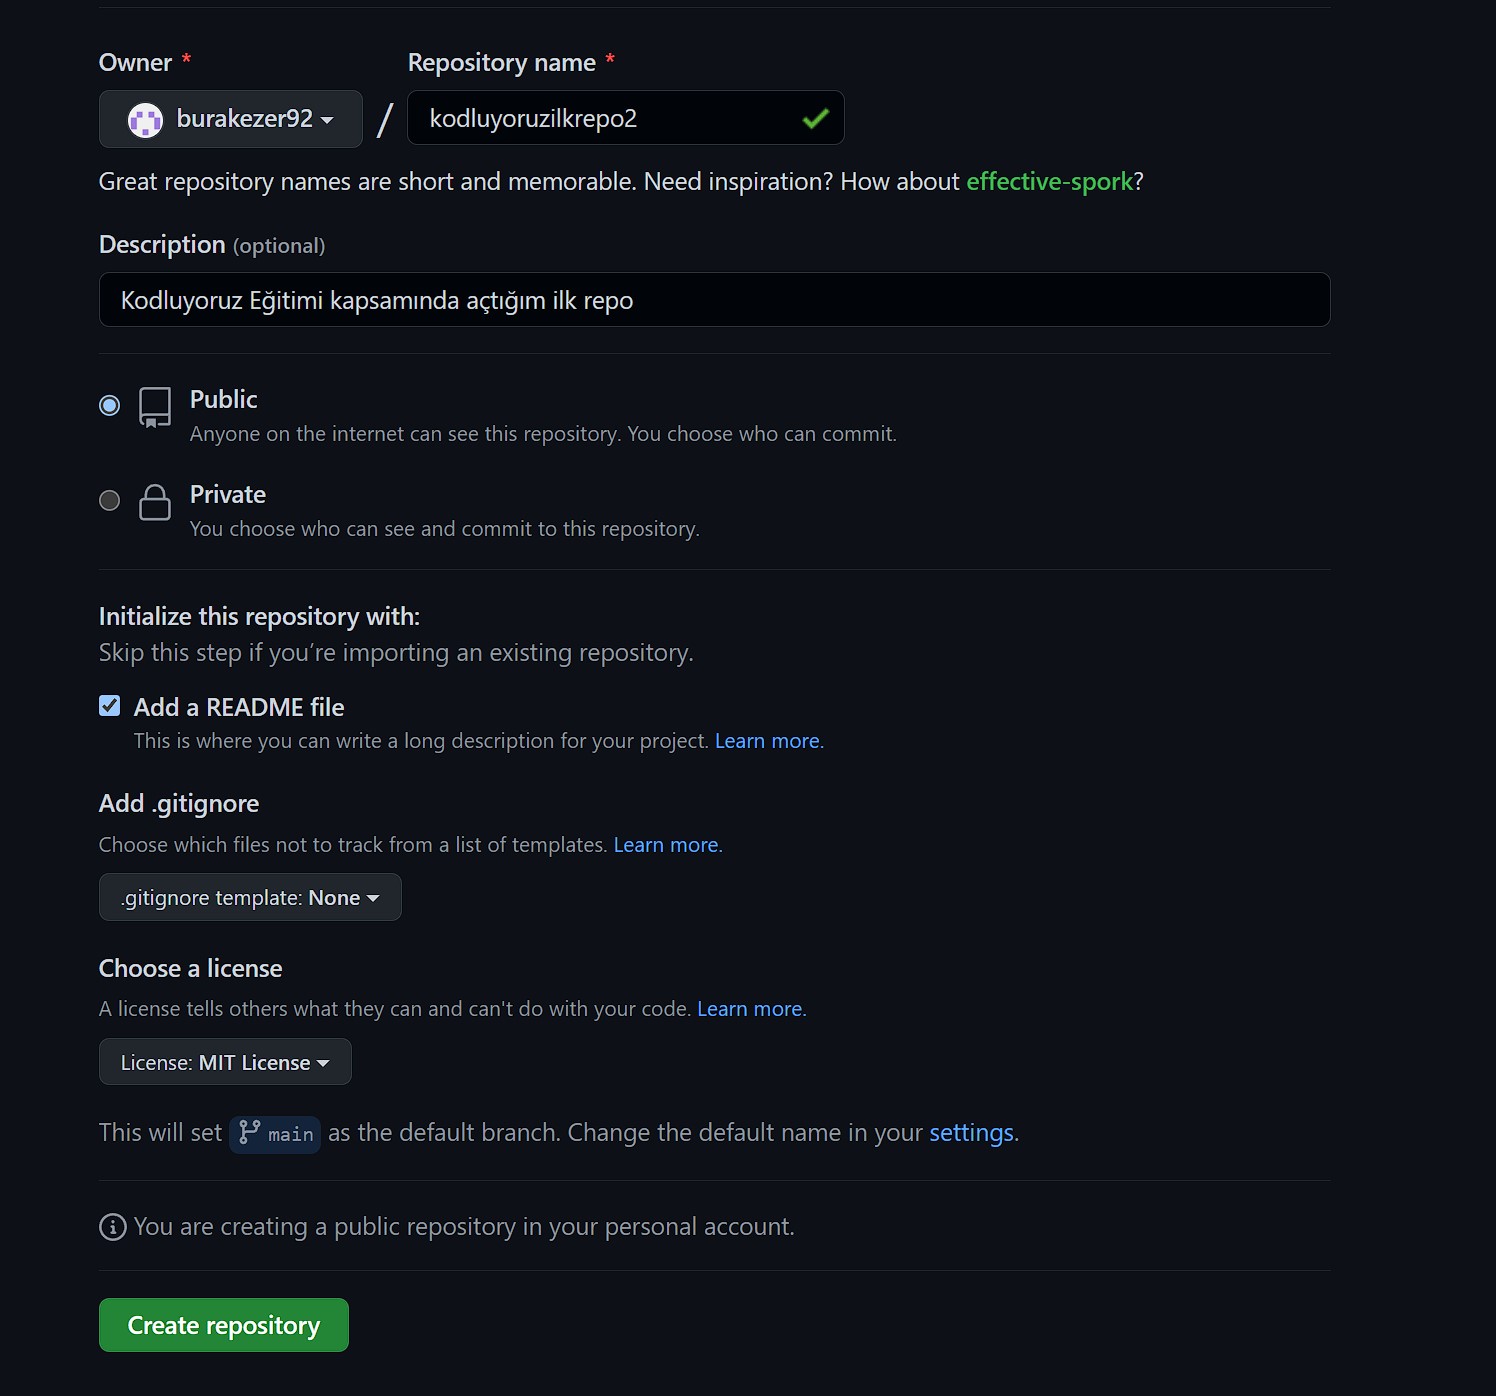 Owner *
Repository name *
burakezer92 / kodluyoruzilkrepo2
Great repository names are short and memorable. Need inspiration? How about effective-spork?
Description (optional)
Kodluyoruz Eğitimi kapsamında açtığım ilk repo
Public
Anyone on the internet can see this repository. You choose who can commit.
Private
You choose who can see and commit to this repository.
Initialize this repository with:
Skip this step if you’re importing an existing repository.
Add a README file
This is where you can write a long description for your project. Learn more.
Add .gitignore
Choose which files not to track from a list of templates. Learn more.
.gitignore template: None
Choose a license
A license tells others what they can and can't do with your code. Learn more.
License: MIT License
This will set main as the default branch. Change the default name in your settings.
You are creating a public repository in your personal account.
Create repository